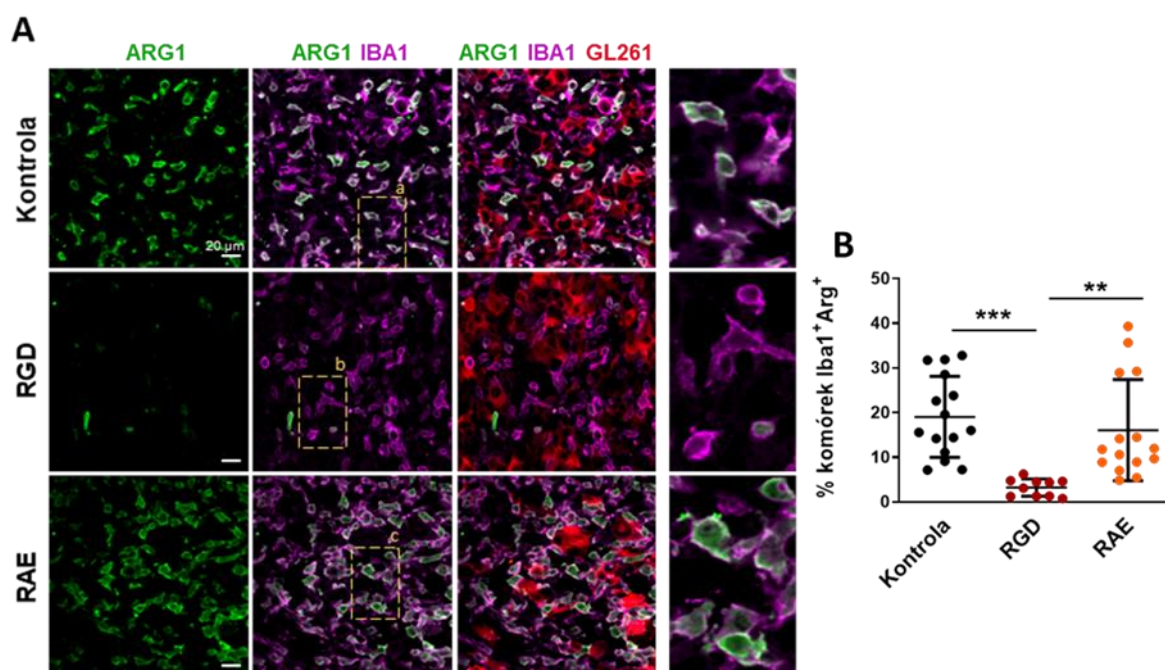 A
ARG1
ARG1 IBA1
ARG1 IBA1 GL261
Kontrola
20 µm
a
RGD
b
RAE
c
B
% komórek Iba1+ Arg+
50
40
30
20
10
0
***
**
Kontrola
RGD
RAE